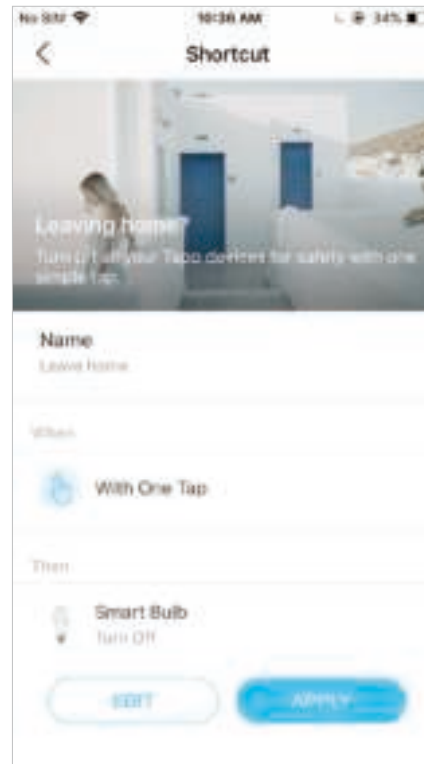 No SIM 10:36 AM 34%
Shortcut
Leaving home?
Turn off all your Tapo devices for safety with one
simple tap.
Name
Leave home
When
With One Tap
Then
Smart Bulb
Turn Off
EDIT APPLY